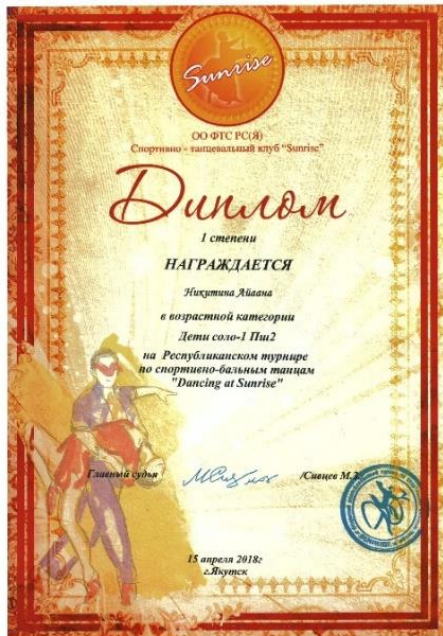 Sunrise
ОО ФТС РС(Я)
Спортивно - танцевальный клуб "Sunrise"
Диплом
1 степени
НАГРАЖДАЕТСЯ
Никитина Айаана
в возрастной категории
Дети соло-1 Пш2
на Республиканском турнире
по спортивно-бальным танцам
"Dancing at Sunrise"
Главный судья /Сивцев М.З.
15 апреля 2018г
г.Якутск